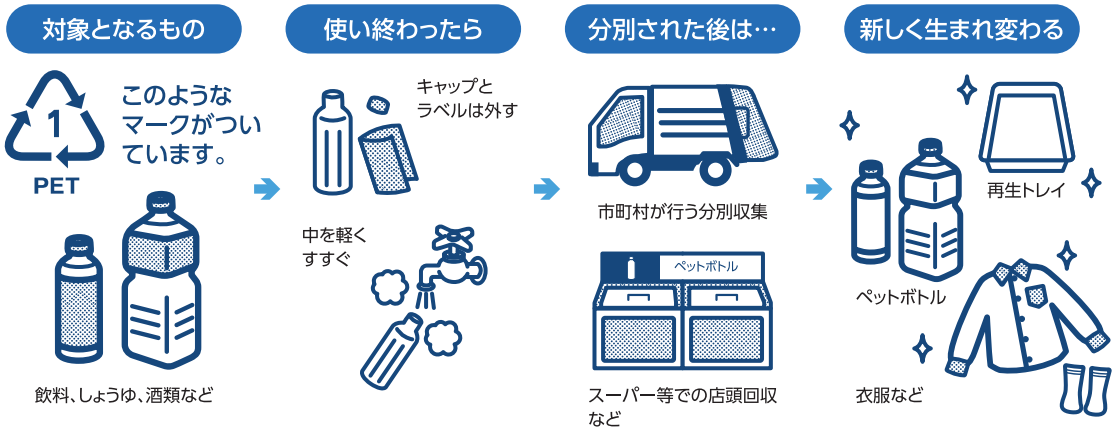 対象となるもの
1
PET
このような
マークがつい
ています。
飲料、しょうゆ、酒類など
使い終わったら
キャップと
ラベルは外す
中を軽く
すすぐ
分別された後は…
市町村が行う分別収集
ペットボトル
スーパー等での店頭回収
など
新しく生まれ変わる
再生トレイ
ペットボトル
衣服など